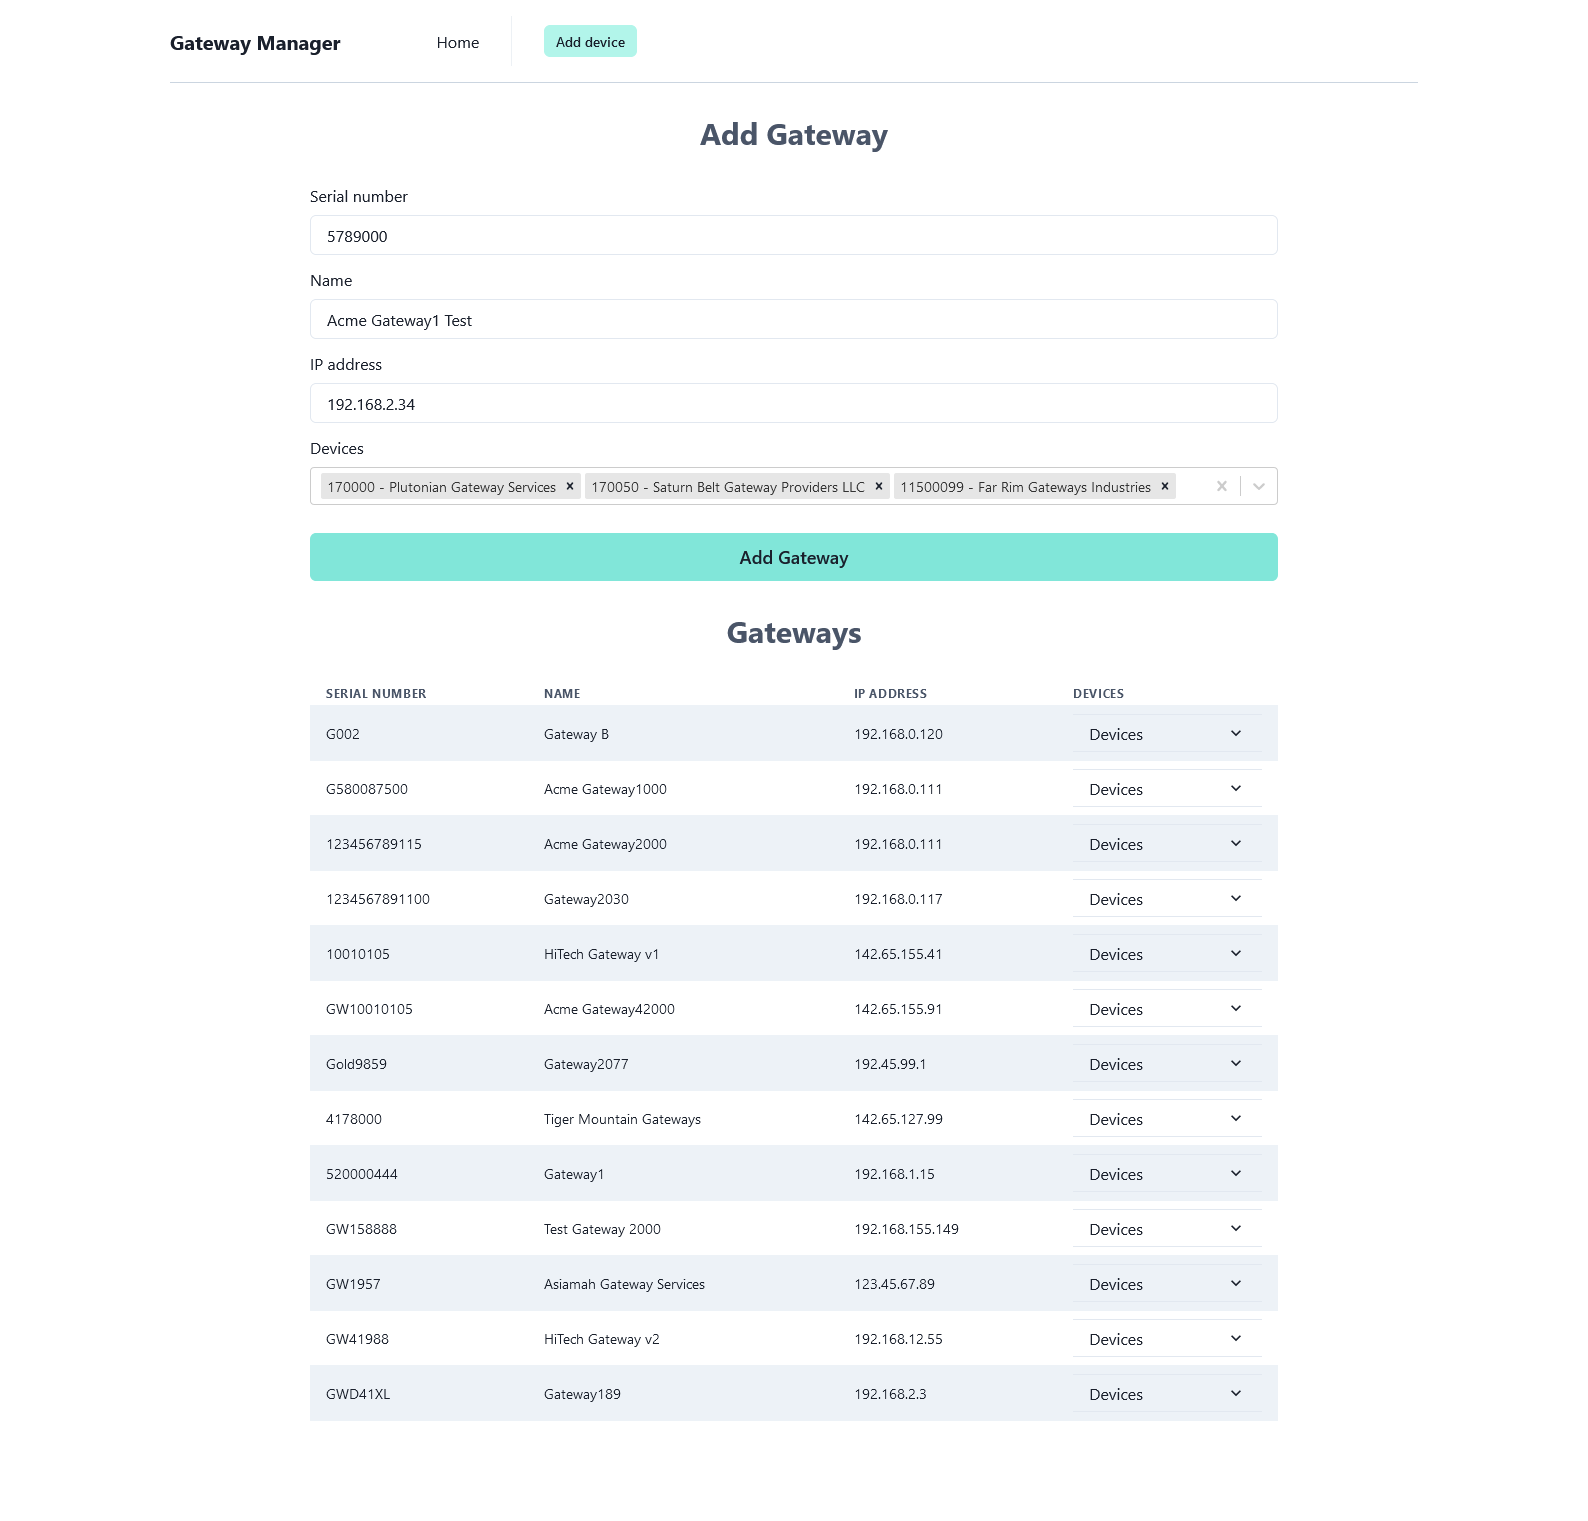 Gateway Manager Home Add device
Add Gateway
Serial number
5789000
Name
Acme Gateway1 Test
IP address
192.168.2.34
Devices
170000 - Plutonian Gateway Services × 170050 - Saturn Belt Gateway Providers LLC × 11500099 - Far Rim Gateways Industries ×
Add Gateway
Gateways
SERIAL NUMBER NAME IP ADDRESS DEVICES
G002 Gateway B 192.168.0.120 Devices
G580087500 Acme Gateway1000 192.168.0.111 Devices
123456789115 Acme Gateway2000 192.168.0.111 Devices
1234567891100 Gateway2030 192.168.0.117 Devices
10010105 HiTech Gateway v1 142.65.155.41 Devices
GW10010105 Acme Gateway42000 142.65.155.91 Devices
Gold9859 Gateway2077 192.45.99.1 Devices
4178000 Tiger Mountain Gateways 142.65.127.99 Devices
520000444 Gateway1 192.168.1.15 Devices
GW158888 Test Gateway 2000 192.168.155.149 Devices
GW1957 Asiamah Gateway Services 123.45.67.89 Devices
GW41988 HiTech Gateway v2 192.168.12.55 Devices
GWD41XL Gateway189 192.168.2.3 Devices